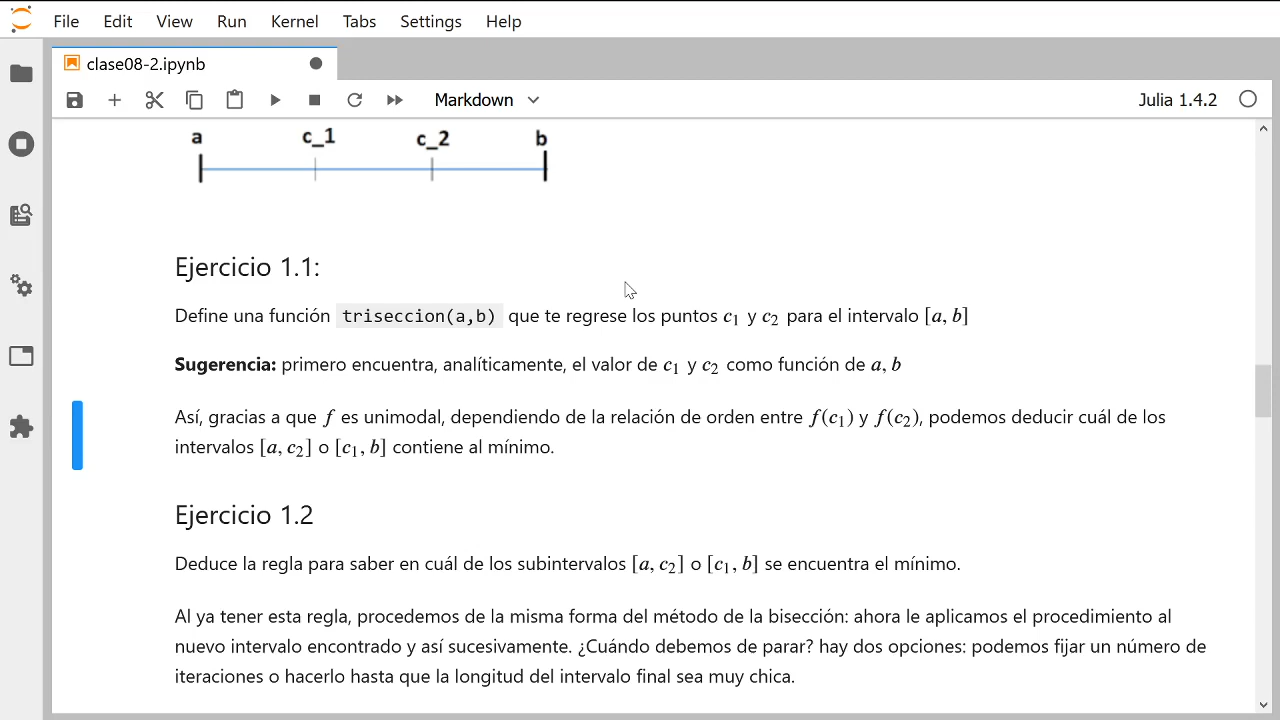 File Edit View Run Kernel Tabs Settings Help
clase08-2.ipynb
Markdown
Julia 1.4.2
a c_1 c_2 b
Ejercicio 1.1:
Define una función triseccion(a,b) que te regrese los puntos c₁ y c₂ para el intervalo [a, b]
Sugerencia: primero encuentra, analíticamente, el valor de c₁ y c₂ como función de a, b
Así, gracias a que f es unimodal, dependiendo de la relación de orden entre f(c₁) y f(c₂), podemos deducir cuál de los
intervalos [a, c₂] o [c₁, b] contiene al mínimo.
Ejercicio 1.2
Deduce la regla para saber en cuál de los subintervalos [a, c₂] o [c₁, b] se encuentra el mínimo.
Al ya tener esta regla, procedemos de la misma forma del método de la bisección: ahora le aplicamos el procedimiento al
nuevo intervalo encontrado y así sucesivamente. ¿Cuándo debemos de parar? hay dos opciones: podemos fijar un número de
iteraciones o hacerlo hasta que la longitud del intervalo final sea muy chica.